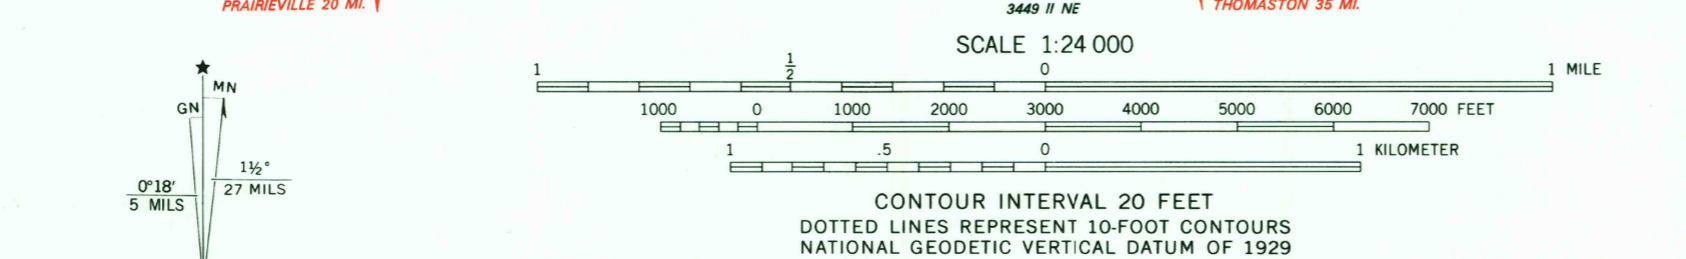 PRAIRIEVILLE 20 MI.
3449 II NE
THOMASTON 35 MI.
SCALE 1:24 000
1 1/2 0 1 MILE
1000 0 1000 2000 3000 4000 5000 6000 7000 FEET
1 .5 0 1 KILOMETER
CONTOUR INTERVAL 20 FEET
DOTTED LINES REPRESENT 10-FOOT CONTOURS
NATIONAL GEODETIC VERTICAL DATUM OF 1929
★
MN
GN
1½°
27 MILS
0°18'
5 MILS